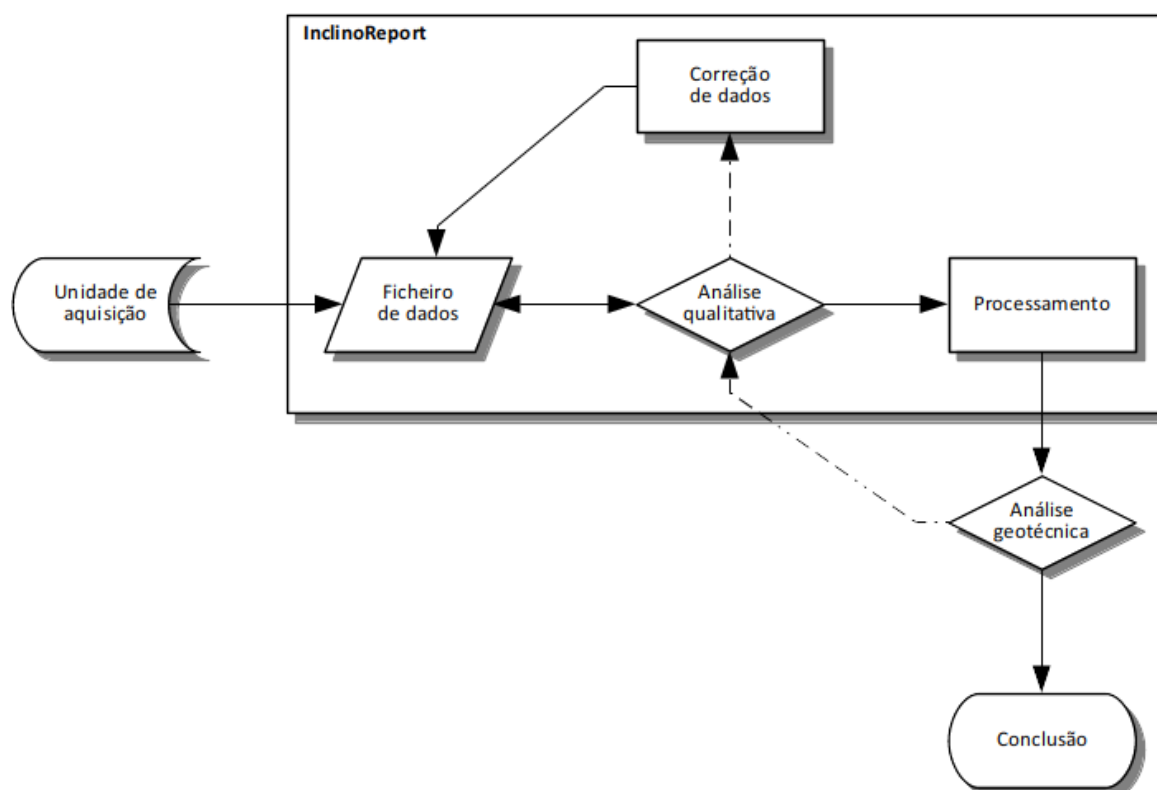 InclinoReport
Correção
de dados
Unidade de
aquisição
Ficheiro
de dados
Análise
qualitativa
Processamento
Análise
geotécnica
Conclusão